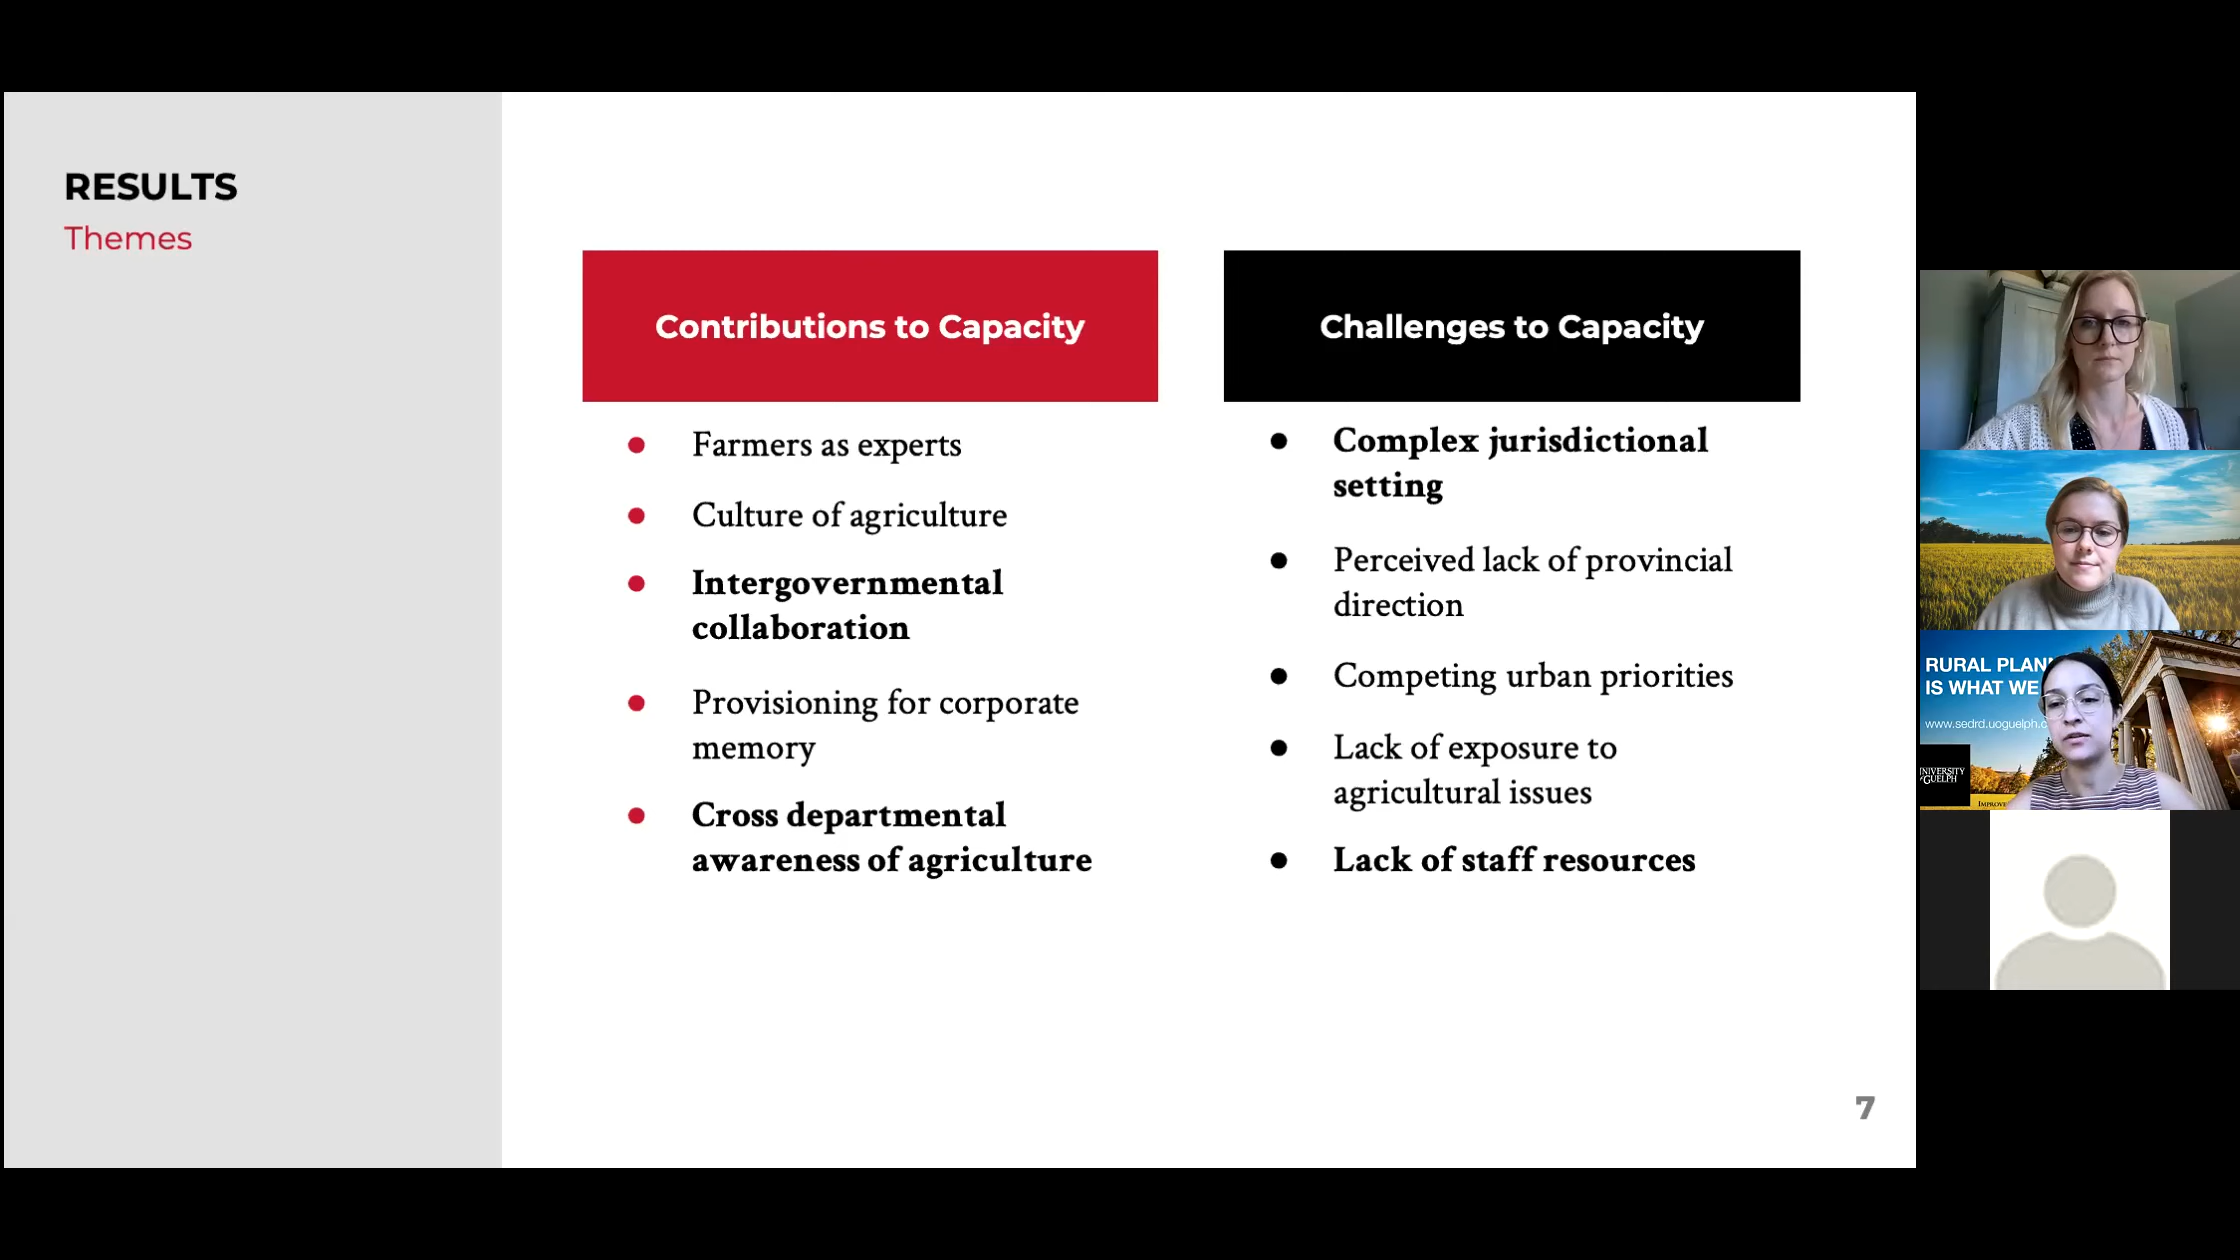 RESULTS
Themes
Contributions to Capacity
Farmers as experts
Culture of agriculture
Intergovernmental
collaboration
Provisioning for corporate
memory
Cross departmental
awareness of agriculture
Challenges to Capacity
Complex jurisdictional
setting
Perceived lack of provincial
direction
Competing urban priorities
Lack of exposure to
agricultural issues
Lack of staff resources
7
RURAL PLAN
IS WHAT WE
www.sedrd.uoguelph.c
NIVERSITY
GUELPH
IMPROVE